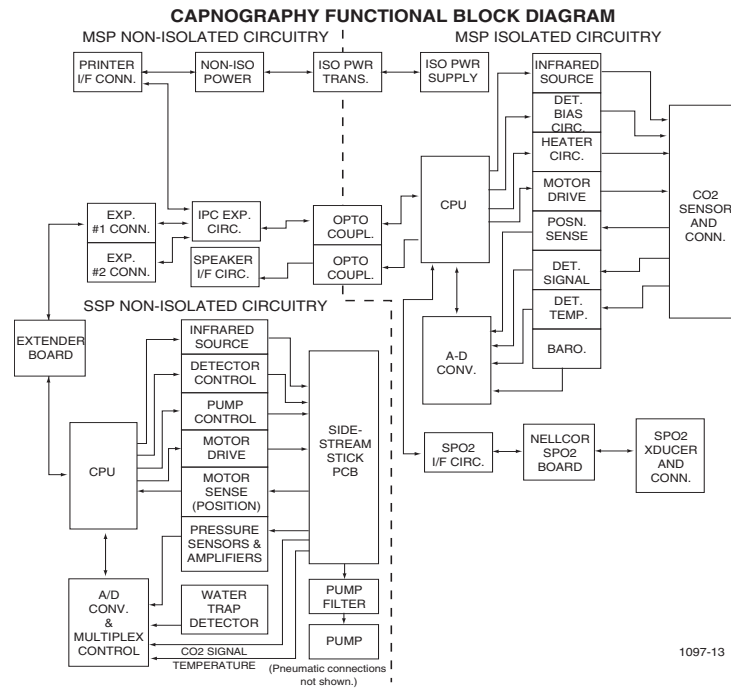 CAPNOGRAPHY FUNCTIONAL BLOCK DIAGRAM
MSP NON-ISOLATED CIRCUITRY
MSP ISOLATED CIRCUITRY
PRINTER
I/F CONN.
NON-ISO
POWER
ISO PWR
TRANS.
ISO PWR
SUPPLY
INFRARED
SOURCE
DET.
BIAS
CIRC.
HEATER
CIRC.
MOTOR
DRIVE
POSN.
SENSE
DET.
SIGNAL
DET.
TEMP.
BARO.
CO2
SENSOR
AND
CONN.
CPU
EXP.
#1 CONN.
EXP.
#2 CONN.
IPC EXP.
CIRC.
SPEAKER
I/F CIRC.
OPTO
COUPL.
OPTO
COUPL.
A-D
CONV.
SSP NON-ISOLATED CIRCUITRY
EXTENDER
BOARD
CPU
INFRARED
SOURCE
DETECTOR
CONTROL
PUMP
CONTROL
MOTOR
DRIVE
MOTOR
SENSE
(POSITION)
PRESSURE
SENSORS &
AMPLIFIERS
SIDE-
STREAM
STICK
PCB
SPO2
I/F CIRC.
NELLCOR
SPO2
BOARD
SPO2
XDUCER
AND
CONN.
A/D
CONV.
&
MULTIPLEX
CONTROL
WATER
TRAP
DETECTOR
PUMP
FILTER
PUMP
CO2 SIGNAL
TEMPERATURE
(Pneumatic connections
not shown.)
1097-13